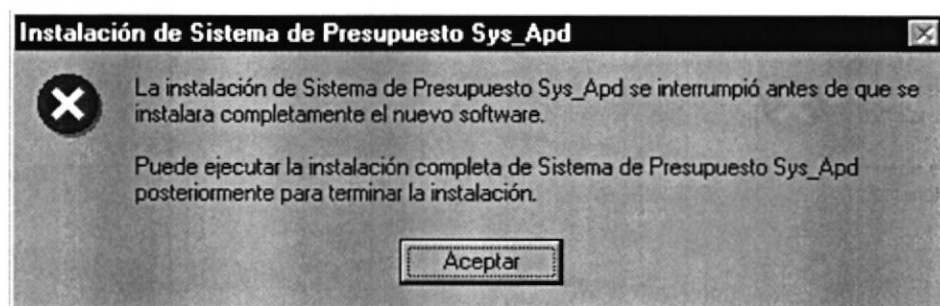 Instalación de Sistema de Presupuesto Sys_Apd
La instalación de Sistema de Presupuesto Sys_Apd se interrumpió antes de que se
instalara completamente el nuevo software.
Puede ejecutar la instalación completa de Sistema de Presupuesto Sys_Apd
posteriormente para terminar la instalación.
Aceptar